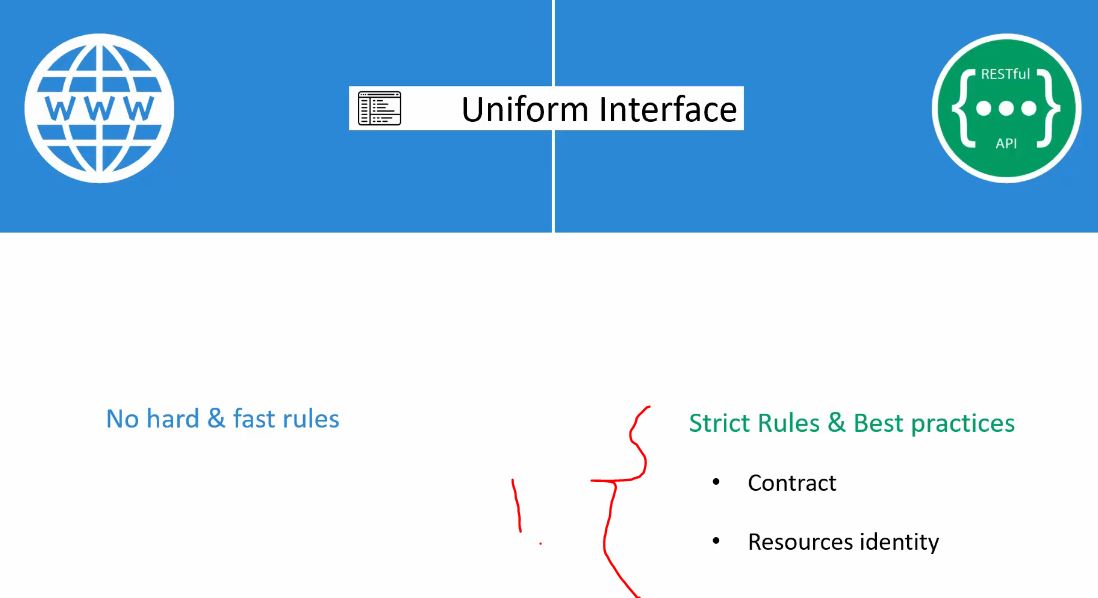 WWW
Uniform Interface
RESTful
{...}
API
No hard & fast rules
Strict Rules & Best practices
• Contract
• Resources identity